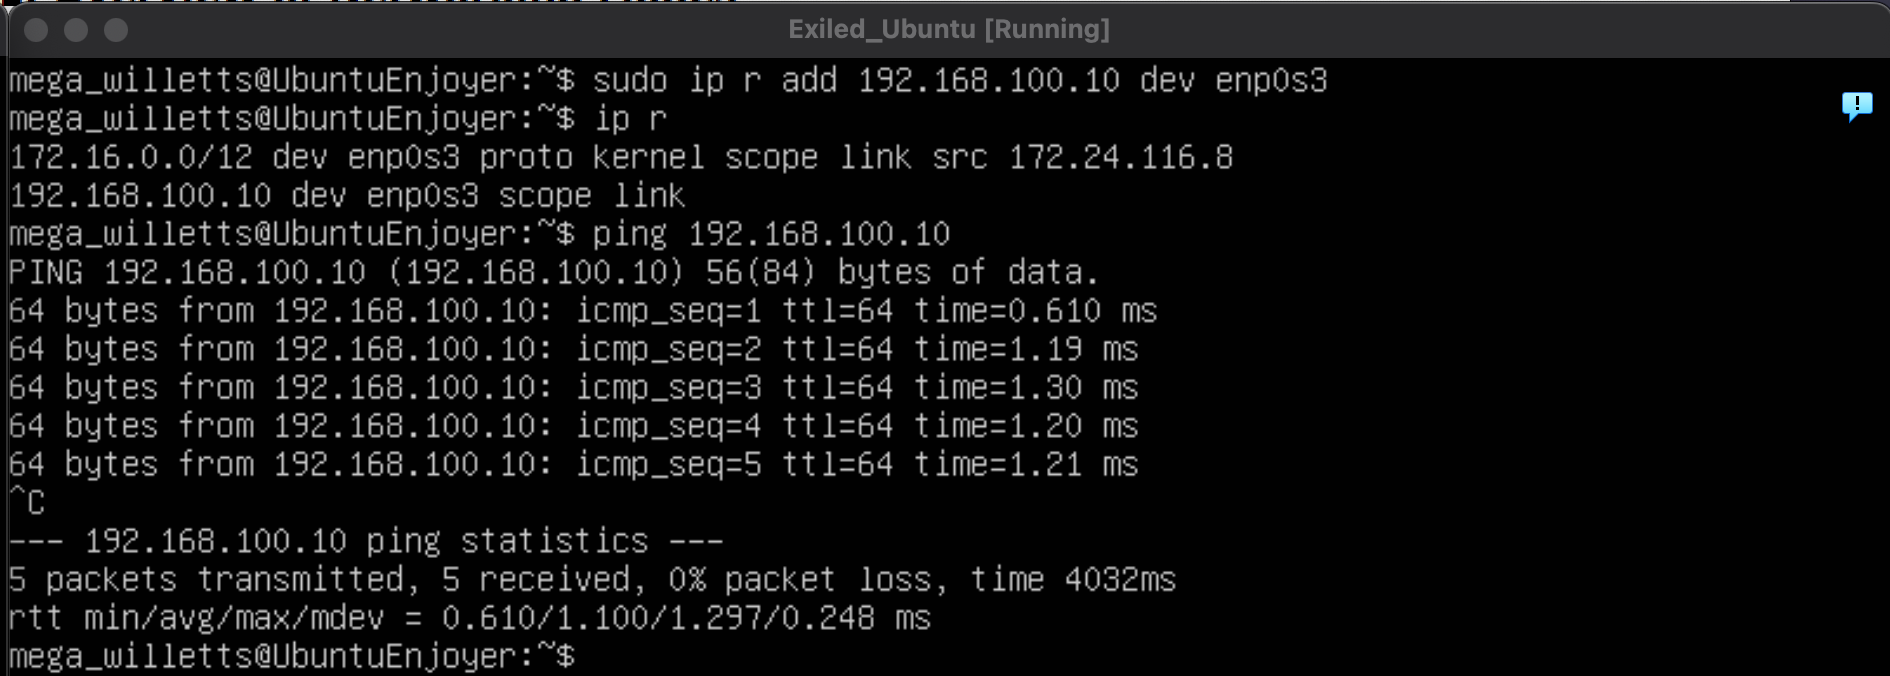 Exiled_Ubuntu [Running]
mega_willetts@UbuntuEnjoyer:~$ sudo ip r add 192.168.100.10 dev enp0s3
mega_willetts@UbuntuEnjoyer:~$ ip r
172.16.0.0/12 dev enp0s3 proto kernel scope link src 172.24.116.8
192.168.100.10 dev enp0s3 scope link
mega_willetts@UbuntuEnjoyer:~$ ping 192.168.100.10
PING 192.168.100.10 (192.168.100.10) 56(84) bytes of data.
64 bytes from 192.168.100.10: icmp_seq=1 ttl=64 time=0.610 ms
64 bytes from 192.168.100.10: icmp_seq=2 ttl=64 time=1.19 ms
64 bytes from 192.168.100.10: icmp_seq=3 ttl=64 time=1.30 ms
64 bytes from 192.168.100.10: icmp_seq=4 ttl=64 time=1.20 ms
64 bytes from 192.168.100.10: icmp_seq=5 ttl=64 time=1.21 ms
^C
--- 192.168.100.10 ping statistics ---
5 packets transmitted, 5 received, 0% packet loss, time 4032ms
rtt min/avg/max/mdev = 0.610/1.100/1.297/0.248 ms
mega_willetts@UbuntuEnjoyer:~$